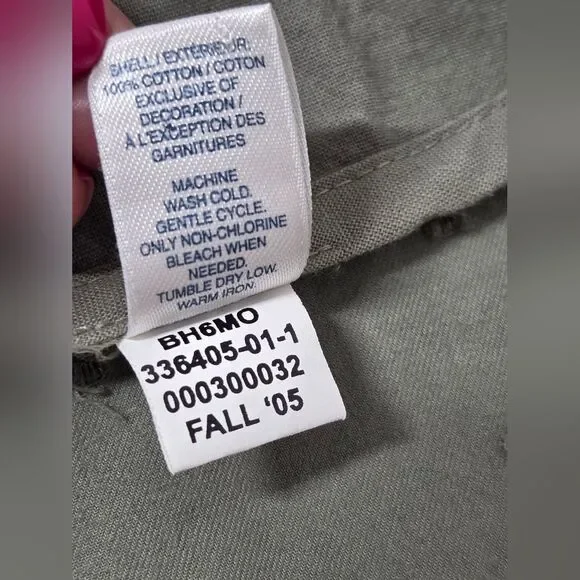 SHELL / EXTÉRIEUR
100% COTTON / COTON
EXCLUSIVE OF
DECORATION /
À L'EXCEPTION DES
GARNITURES
MACHINE
WASH COLD.
GENTLE CYCLE.
ONLY NON-CHLORINE
BLEACH WHEN
NEEDED.
TUMBLE DRY LOW.
WARM IRON.
BH6MO
336405-01-1
000300032
FALL '05